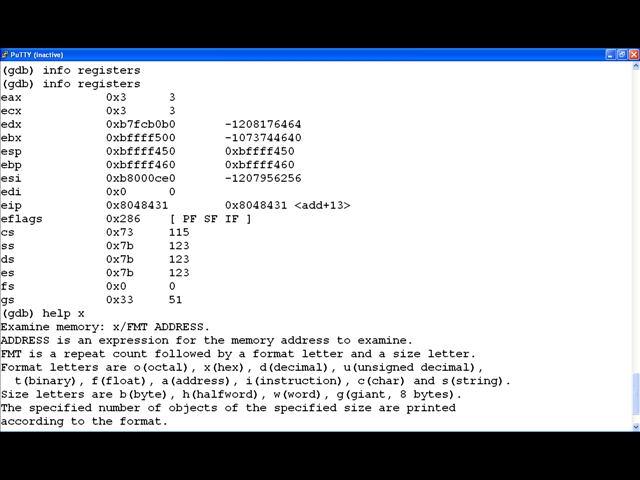 PuTTY (inactive)
(gdb) info registers
(gdb) info registers
eax 0x3 3
ecx 0x3 3
edx 0xb7fcb0b0 -1208176464
ebx 0xbffff500 -1073744640
esp 0xbffff450 0xbffff450
ebp 0xbffff460 0xbffff460
esi 0xb8000ce0 -1207956256
edi 0x0 0
eip 0x8048431 0x8048431 <add+13>
eflags 0x286 [ PF SF IF ]
cs 0x73 115
ss 0x7b 123
ds 0x7b 123
es 0x7b 123
fs 0x0 0
gs 0x33 51
(gdb) help x
Examine memory: x/FMT ADDRESS.
ADDRESS is an expression for the memory address to examine.
FMT is a repeat count followed by a format letter and a size letter.
Format letters are o(octal), x(hex), d(decimal), u(unsigned decimal),
t(binary), f(float), a(address), i(instruction), c(char) and s(string).
Size letters are b(byte), h(halfword), w(word), g(giant, 8 bytes).
The specified number of objects of the specified size are printed
according to the format.